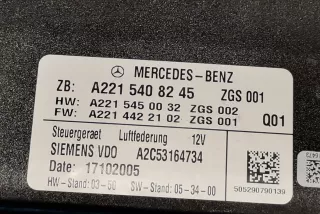 MERCEDES-BENZ
ZB: A221 540 82 45 ZGS 001
HW: A221 545 00 32 ZGS 002
FW: A221 442 21 02 ZGS 001 Q01
Steuergeraet Luftfederung 12V
SIEMENS VDO A2C53164734
Date: 17102005
HW-Stand: 03-50 SW-Stand: 05-34-00
505290790139